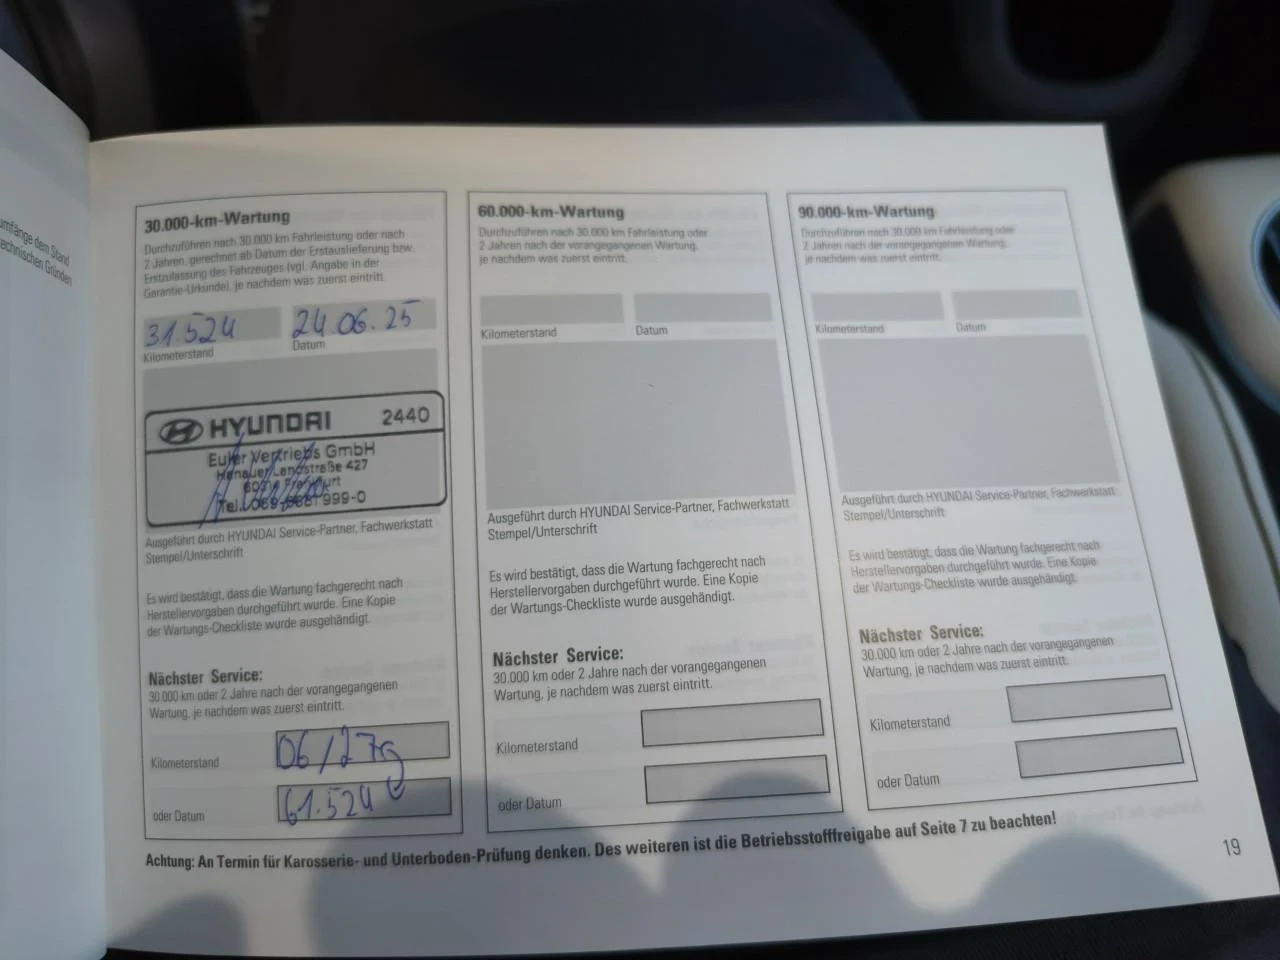 umfänge dem Stand
technischen Gründen
30.000-km-Wartung
Durchzuführen nach 30.000 km Fahrleistung oder nach
2 Jahren, gerechnet ab Datum der Erstauslieferung bzw.
Erstzulassung des Fahrzeuges (vgl. Angabe in der
Garantie-Urkunde), je nachdem was zuerst eintritt.
31.524 24.06.25
Kilometerstand Datum
HYUNDAI 2440
Euler Vertriebs GmbH
Hanauer Landstraße 427
Frankfurt
Tel. 999-0
Ausgeführt durch HYUNDAI Service-Partner, Fachwerkstatt
Stempel/Unterschrift
Es wird bestätigt, dass die Wartung fachgerecht nach
Herstellervorgaben durchgeführt wurde. Eine Kopie
der Wartungs-Checkliste wurde ausgehändigt.
Nächster Service:
30.000 km oder 2 Jahre nach der vorangegangenen
Wartung, je nachdem was zuerst eintritt.
Kilometerstand 06/27
oder Datum 61.524
60.000-km-Wartung
Durchzuführen nach 30.000 km Fahrleistung oder
2 Jahren nach der vorangegangenen Wartung,
je nachdem was zuerst eintritt.
Kilometerstand Datum
Ausgeführt durch HYUNDAI Service-Partner, Fachwerkstatt
Stempel/Unterschrift
Es wird bestätigt, dass die Wartung fachgerecht nach
Herstellervorgaben durchgeführt wurde. Eine Kopie
der Wartungs-Checkliste wurde ausgehändigt.
Nächster Service:
30.000 km oder 2 Jahre nach der vorangegangenen
Wartung, je nachdem was zuerst eintritt.
Kilometerstand
oder Datum
90.000-km-Wartung
Durchzuführen nach 30.000 km Fahrleistung oder
2 Jahren nach der vorangegangenen Wartung,
je nachdem was zuerst eintritt.
Kilometerstand Datum
Ausgeführt durch HYUNDAI Service-Partner, Fachwerkstatt
Stempel/Unterschrift
Es wird bestätigt, dass die Wartung fachgerecht nach
Herstellervorgaben durchgeführt wurde. Eine Kopie
der Wartungs-Checkliste wurde ausgehändigt.
Nächster Service:
30.000 km oder 2 Jahre nach der vorangegangenen
Wartung, je nachdem was zuerst eintritt.
Kilometerstand
oder Datum
Achtung: An Termin für Karosserie- und Unterboden-Prüfung denken. Des weiteren ist die Betriebsstofffreigabe auf Seite 7 zu beachten!
19